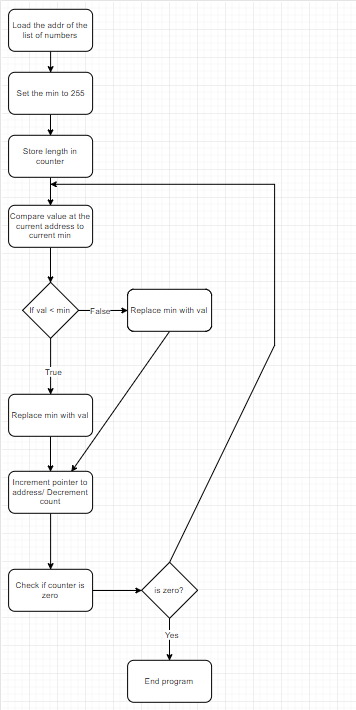 Load the addr of the
list of numbers
Set the min to 255
Store length in
counter
Compare value at the
current address to
current min
If val < min
False
Replace min with val
True
Replace min with val
Increment pointer to
address/ Decrement
count
Check if counter is
zero
is zero?
Yes
End program